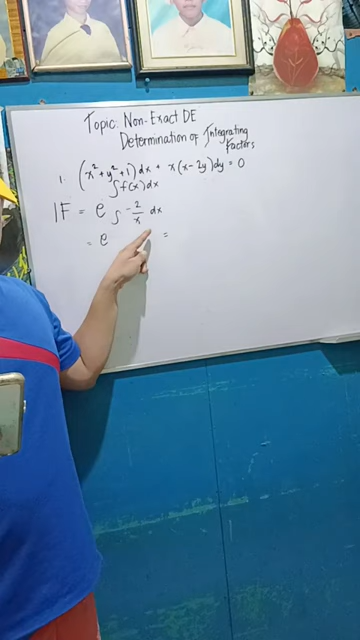 Topic: Non-Exact DE
Determination of Integrating
Factors
1. (x² + y² + 1) dx + x(x - 2y) dy = 0
∫f(x)dx
IF = e ∫ -2/x dx
= e =